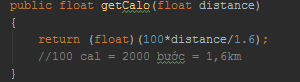 public float getCalo(float distance)
{
return (float)(100*distance/1.6);
//100 cal = 2000 bước = 1,6km
}